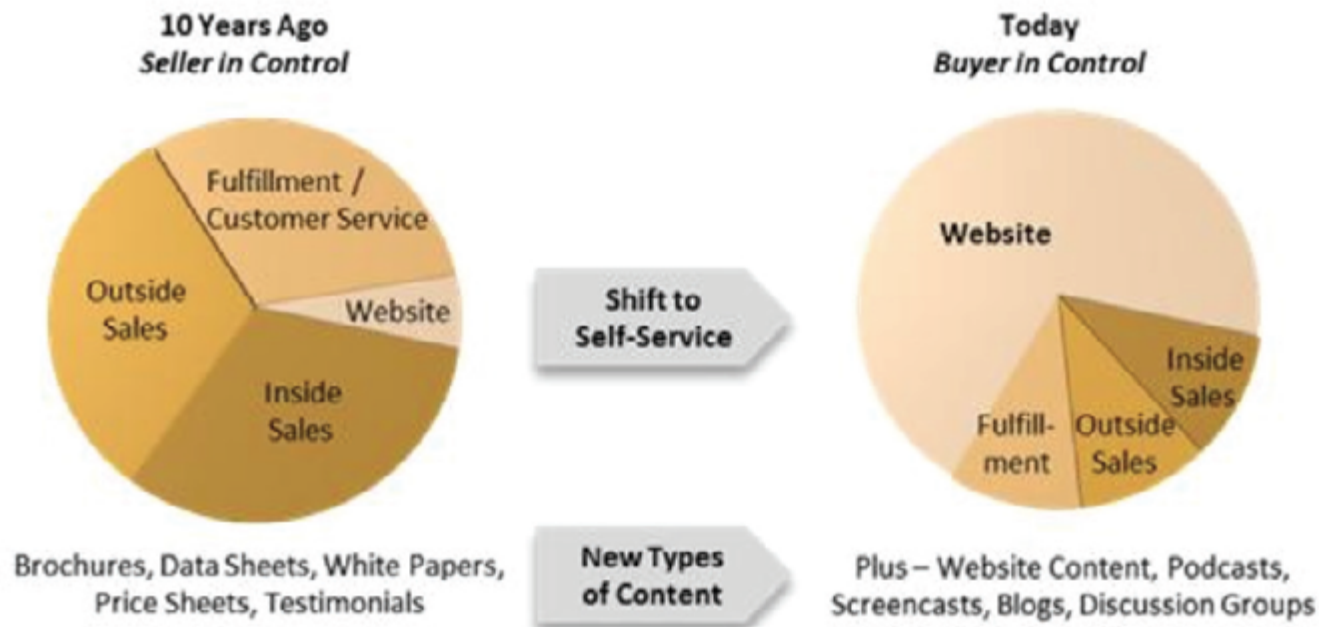 10 Years Ago
Seller in Control
Fulfillment /
Customer Service
Outside
Sales
Website
Inside
Sales
Brochures, Data Sheets, White Papers,
Price Sheets, Testimonials
Shift to
Self-Service
New Types
of Content
Today
Buyer in Control
Website
Inside
Sales
Fulfill-
ment
Outside
Sales
Plus – Website Content, Podcasts,
Screencasts, Blogs, Discussion Groups